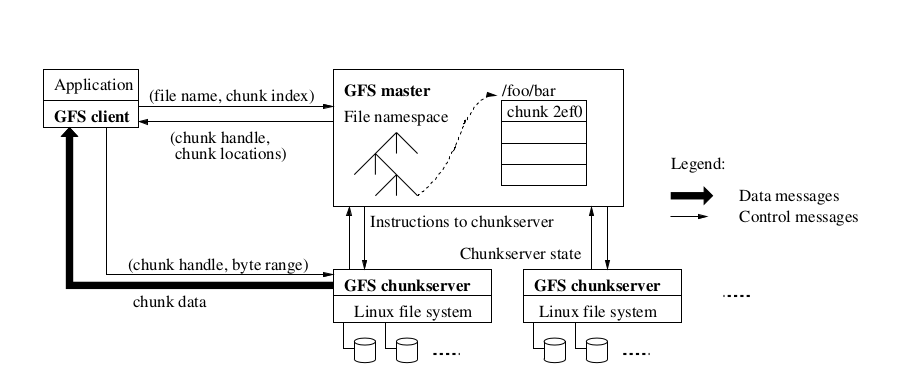 Application
GFS client
(file name, chunk index)
(chunk handle,
chunk locations)
GFS master
File namespace
/foo/bar
chunk 2ef0
Legend:
Data messages
Control messages
Instructions to chunkserver
Chunkserver state
(chunk handle, byte range)
chunk data
GFS chunkserver
Linux file system
GFS chunkserver
Linux file system